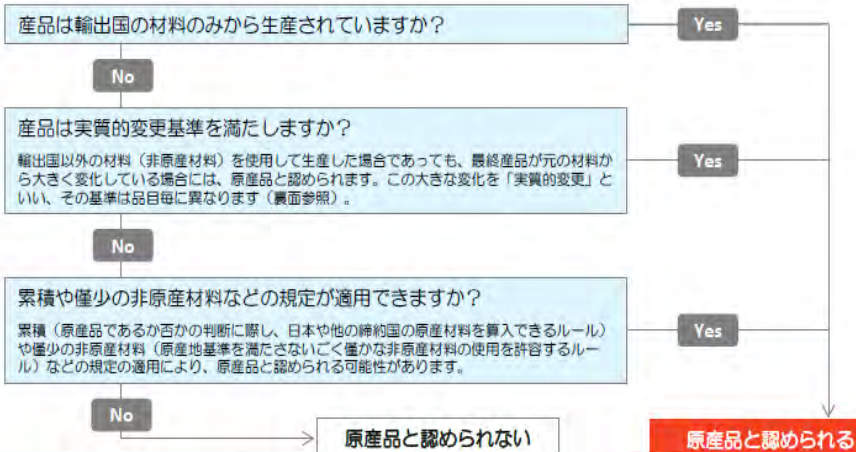 産品は輸出国の材料のみから生産されていますか？
Yes
No
産品は実質的変更基準を満たしますか？
輸出国以外の材料（非原産材料）を使用して生産した場合であっても、最終産品が元の材料か
ら大きく変化している場合には、原産品と認められます。この大きな変化を「実質的変更」と
いい、その基準は品目毎に異なります（裏面参照）。
Yes
No
累積や僅少の非原産材料などの規定が適用できますか？
累積（原産品であるか否かの判断に際し、日本や他の締約国の原産材料を算入できるルール）
や僅少の非原産材料（原産地基準を満たさないごく僅かな非原産材料の使用を許容するルー
ル）などの規定の適用により、原産品と認められる可能性があります。
Yes
No
原産品と認められない
原産品と認められる